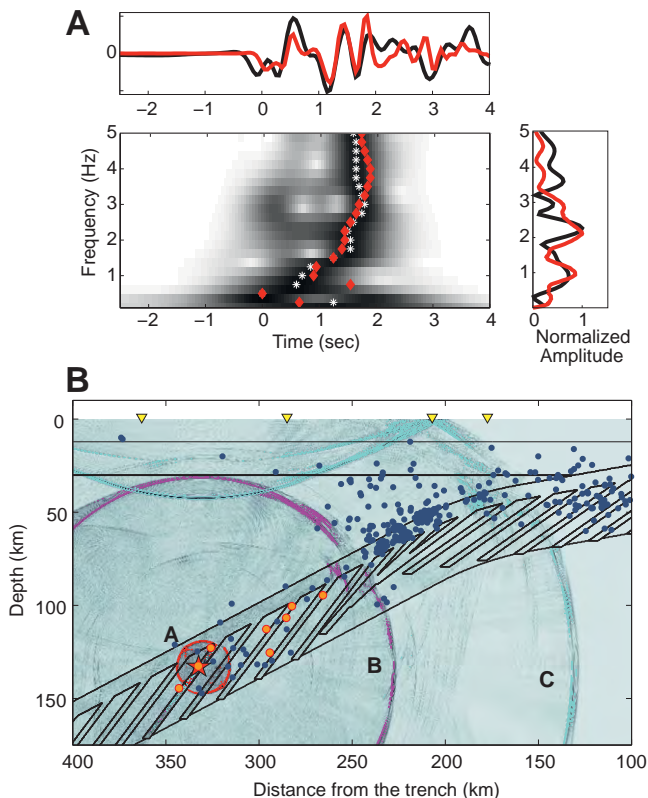 A
0
−2 −1 0 1 2 3 4
5
4
3
2
1
Frequency (Hz)
−2 −1 0 1 2 3 4
Time (sec)
5
4
3
2
1
0 1
Normalized
Amplitude
B
0
50
100
150
Depth (km)
A
B
C
400 350 300 250 200 150 100
Distance from the trench (km)